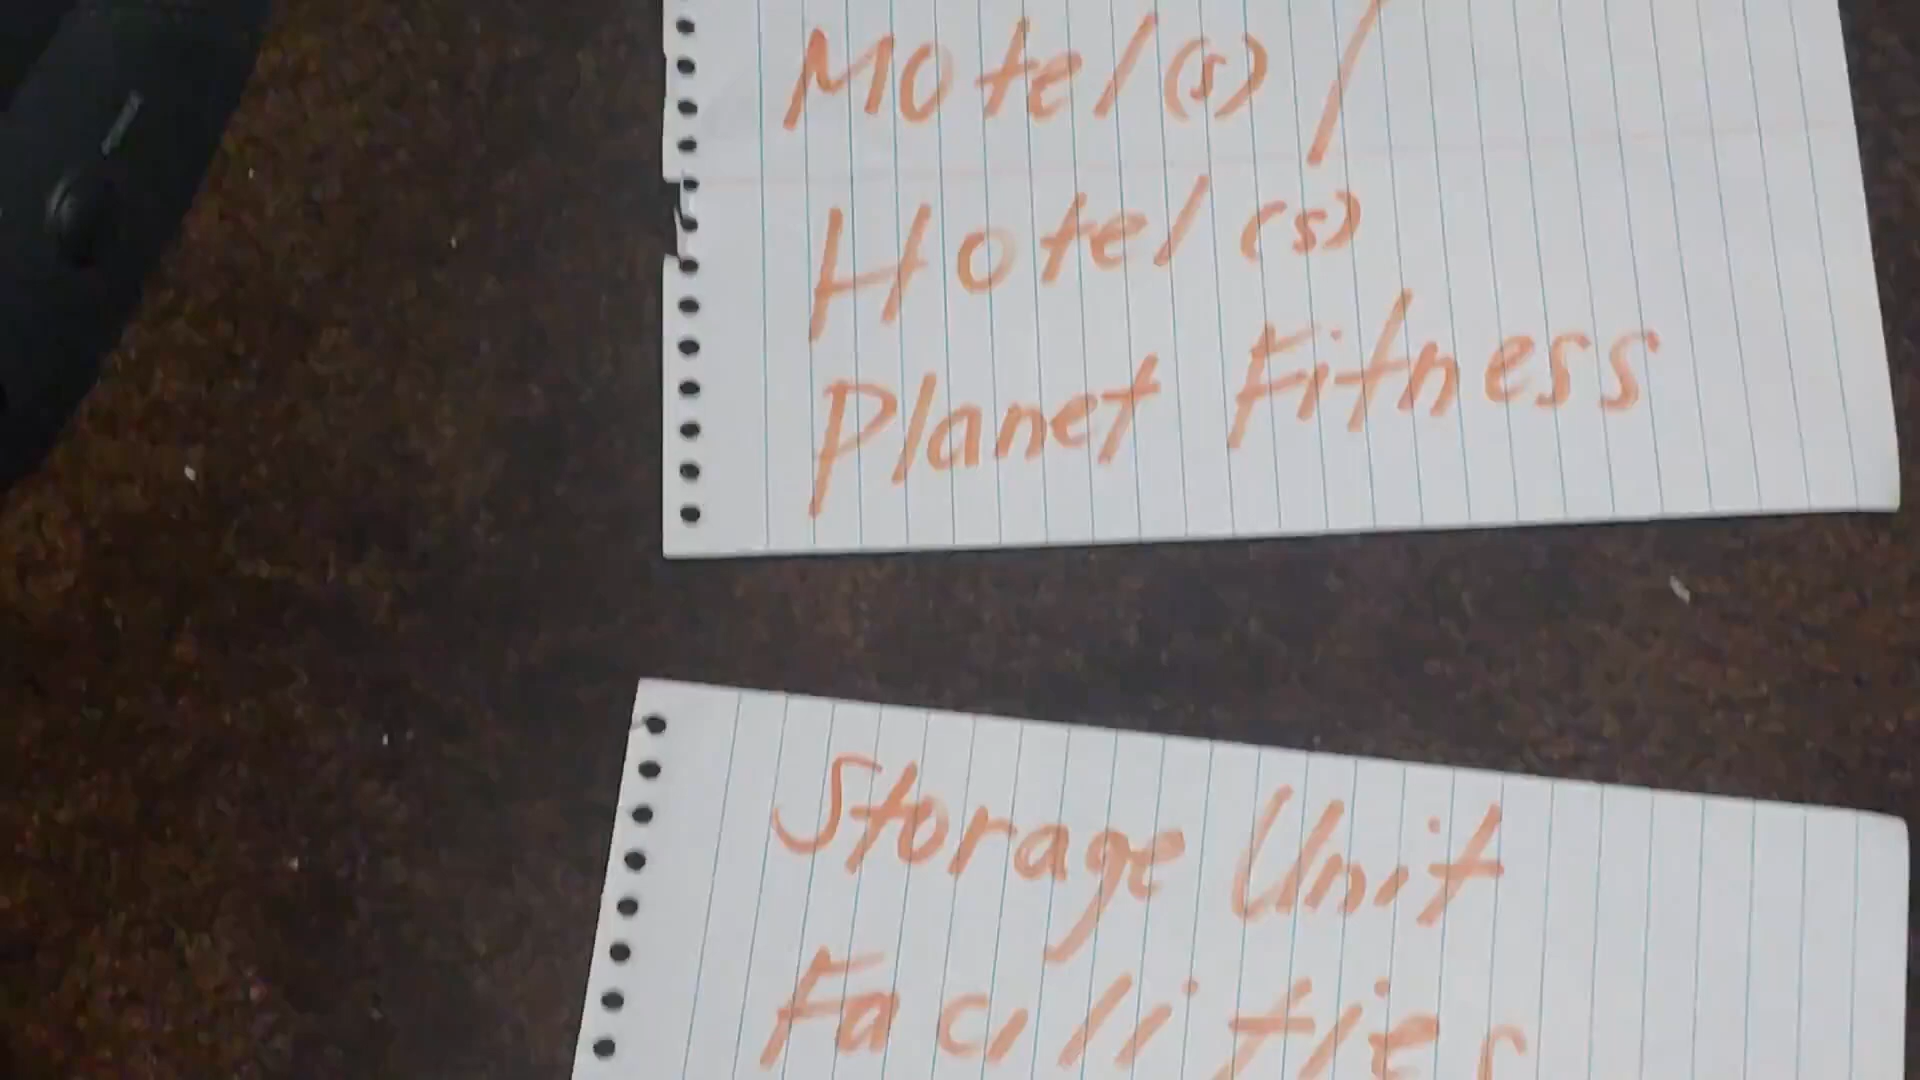 Motel(s) /
Hotel(s)
Planet Fitness
Storage Unit
Facilities